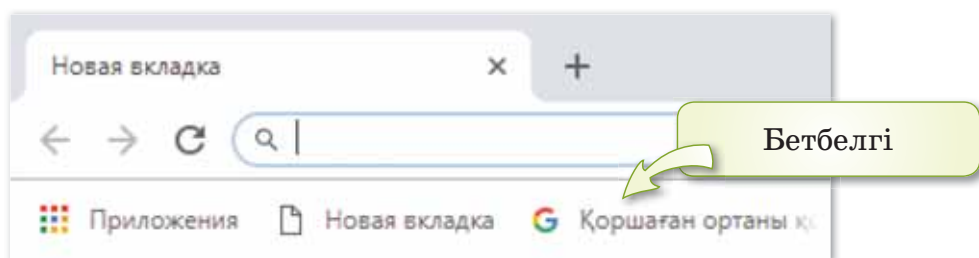 Новая вкладка
Бетбелгі
Приложения Новая вкладка Қоршаған ортаны